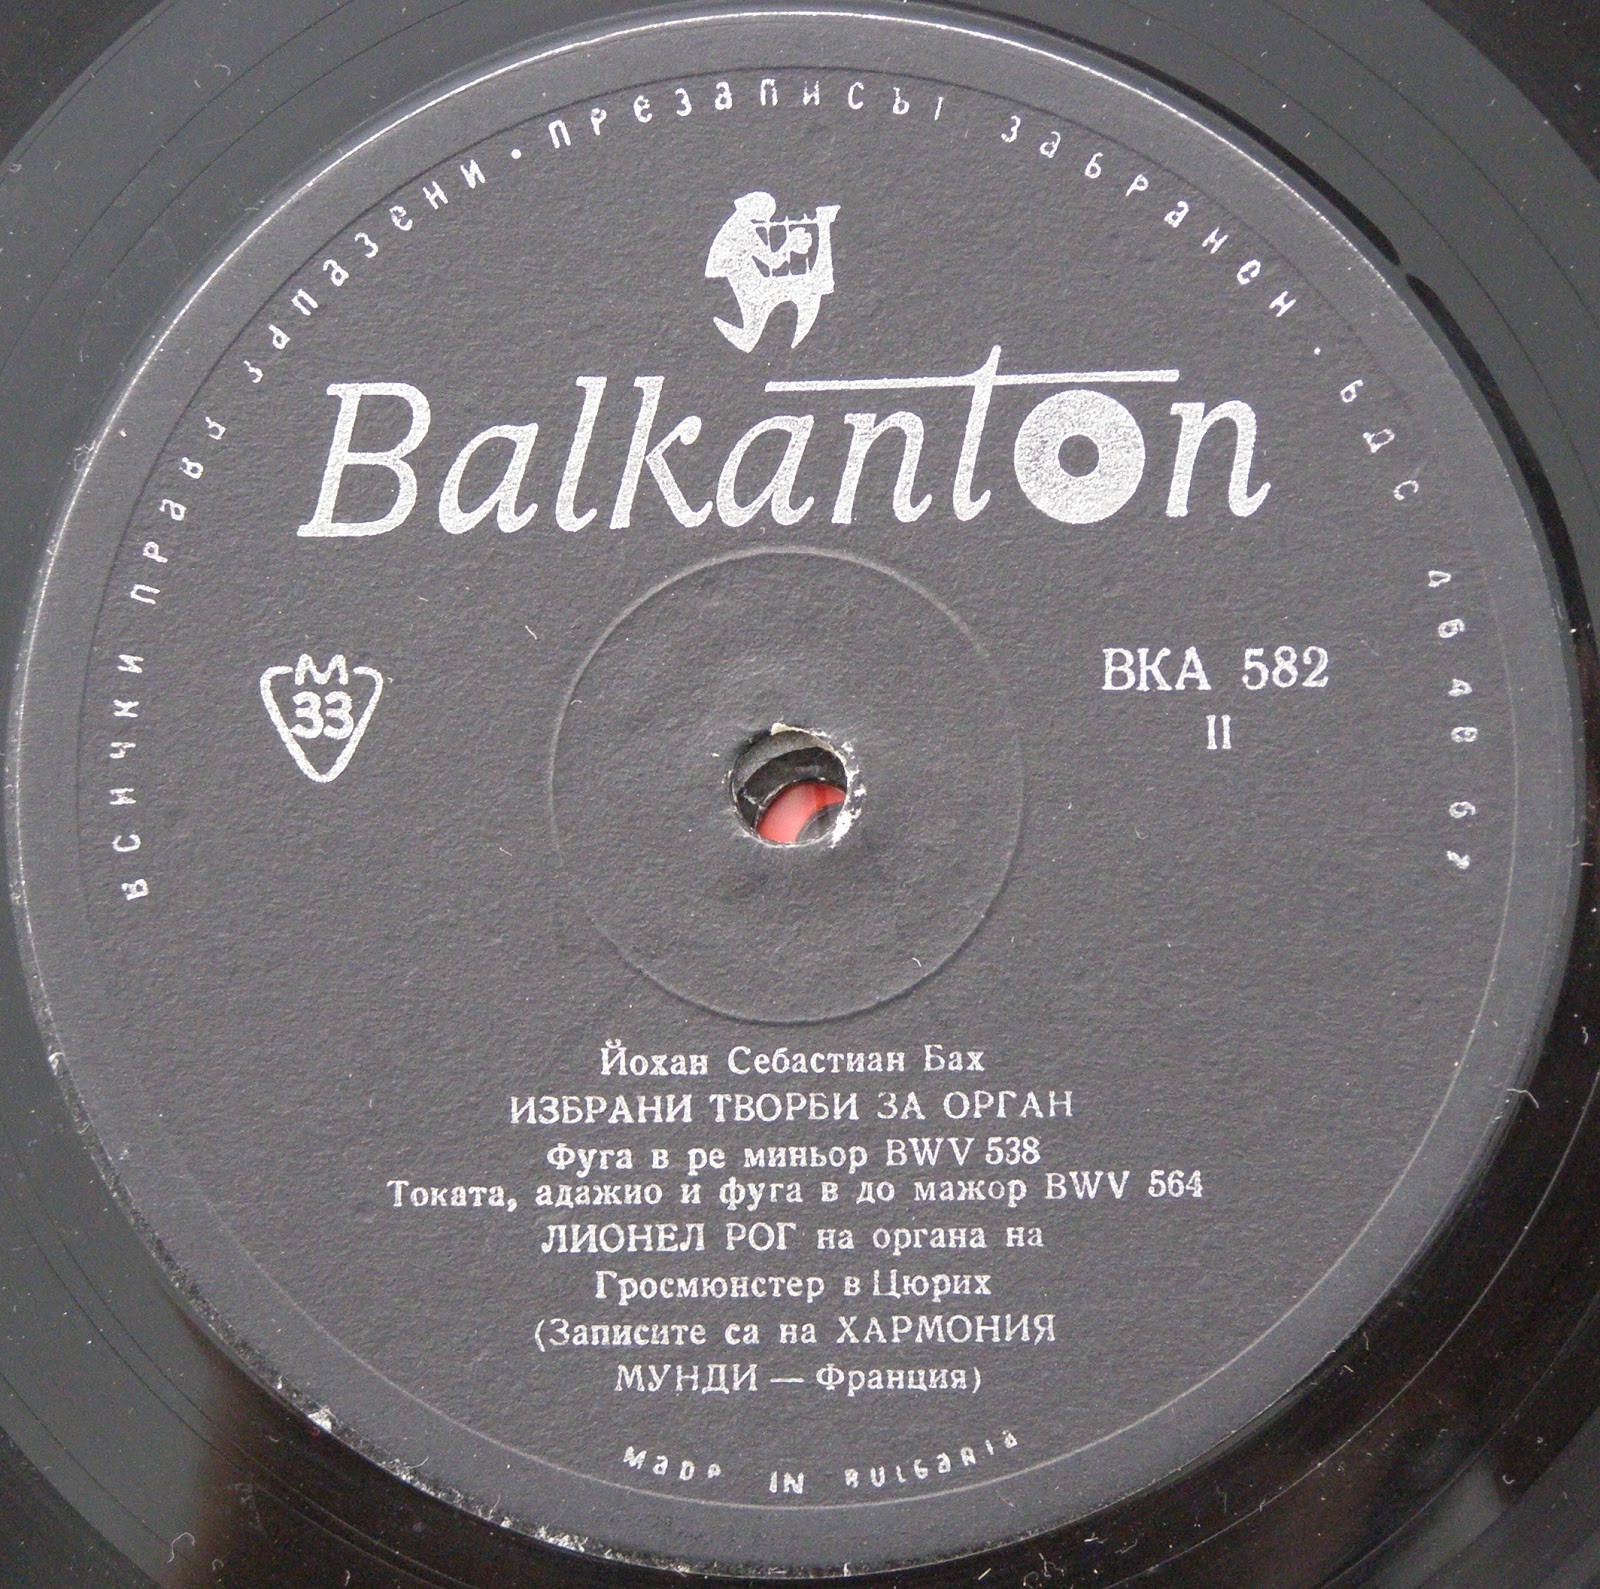 всички права запазени · презаписът забранен · бдс
Balkanton
М
33
ВКА 582
II
Йохан Себастиан Бах
ИЗБРАНИ ТВОРБИ ЗА ОРГАН
Фуга в ре миньор BWV 538
Токата, адажио и фуга в до мажор BWV 564
ЛИОНЕЛ РОГ на органа на
Гросмюнстер в Цюрих
(Записите са на ХАРМОНИЯ
МУНДИ — Франция)
MADE IN BULGARIA